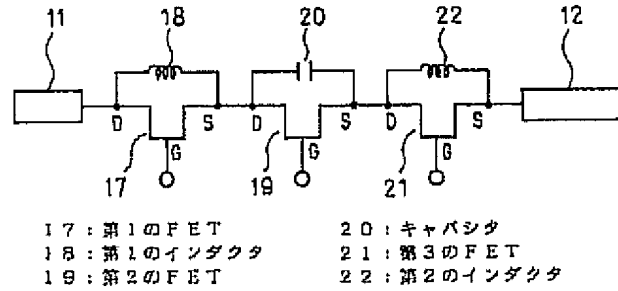 11 18 20 22 12
D S D S D S
G G G
17 19 21
17：第1のFET 20：キャパシタ
18：第1のインダクタ 21：第3のFET
19：第2のFET 22：第2のインダクタ